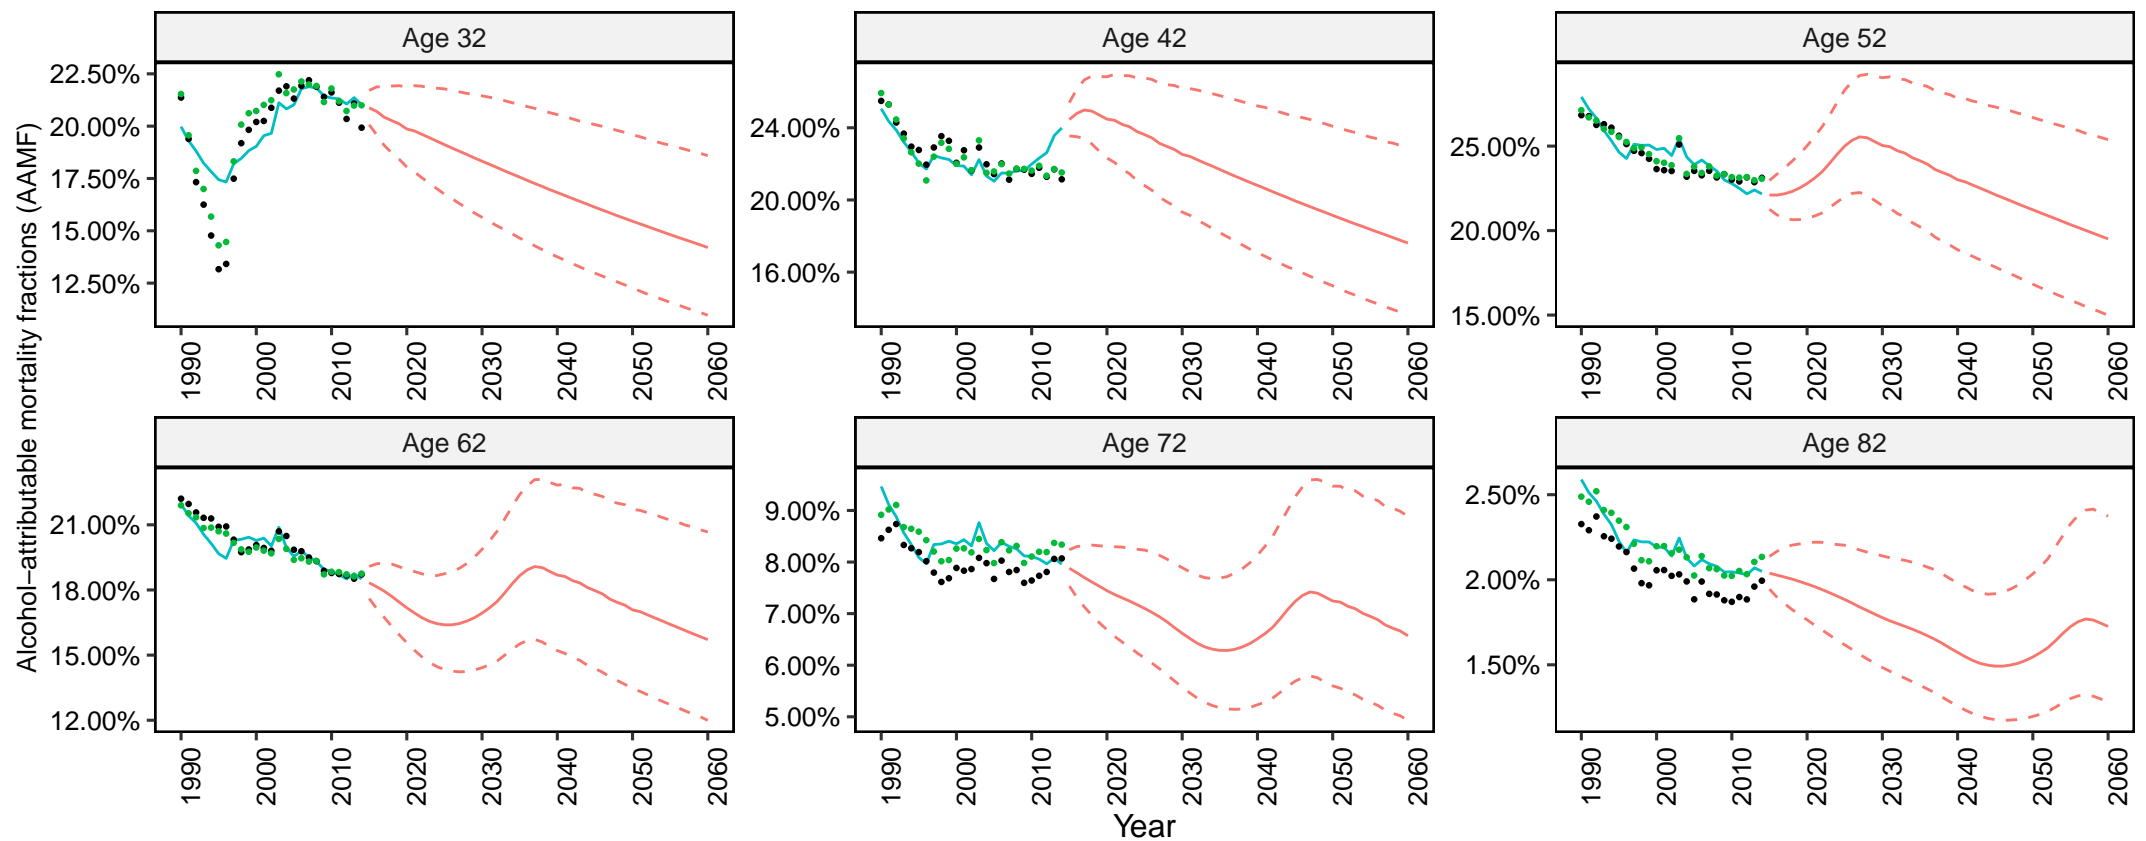 Age 32
Age 42
Age 52
22.50%
20.00%
17.50%
15.00%
12.50%
24.00%
20.00%
16.00%
25.00%
20.00%
15.00%
1990 2000 2010 2020 2030 2040 2050 2060
1990 2000 2010 2020 2030 2040 2050 2060
1990 2000 2010 2020 2030 2040 2050 2060
Alcohol−attributable mortality fractions (AAMF)
Age 62
Age 72
Age 82
21.00%
18.00%
15.00%
12.00%
9.00%
8.00%
7.00%
6.00%
5.00%
2.50%
2.00%
1.50%
1990 2000 2010 2020 2030 2040 2050 2060
1990 2000 2010 2020 2030 2040 2050 2060
1990 2000 2010 2020 2030 2040 2050 2060
Year